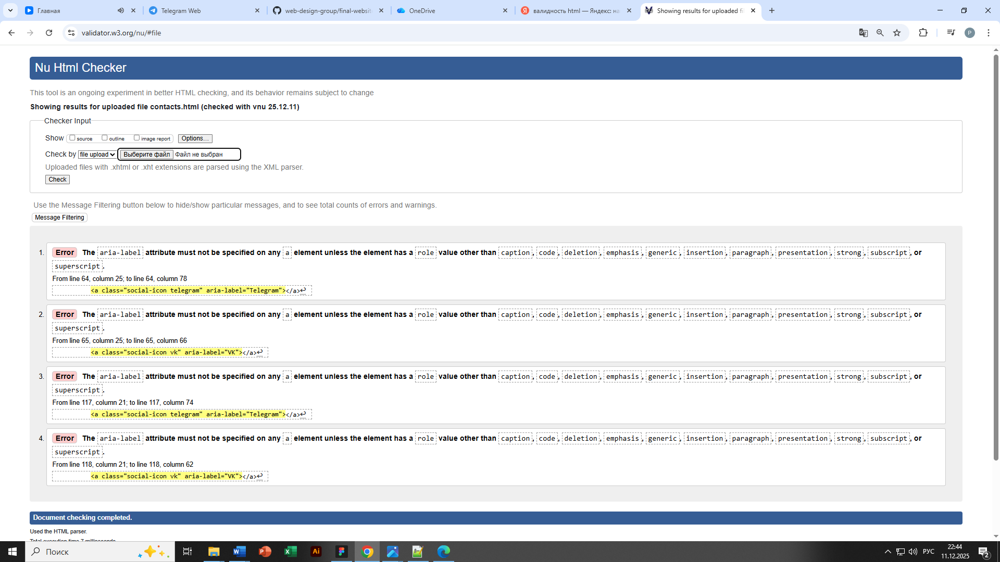 Главная
Telegram Web
web-design-group/final-website
OneDrive
валидность html — Яндекс: на
Showing results for uploaded fi
validator.w3.org/nu/#file
P
Nu Html Checker
This tool is an ongoing experiment in better HTML checking, and its behavior remains subject to change
Showing results for uploaded file contacts.html (checked with vnu 25.12.11)
Checker Input
Show source outline image report Options...
Check by file upload Выберите файл Файл не выбран
Uploaded files with .xhtml or .xht extensions are parsed using the XML parser.
Check
Use the Message Filtering button below to hide/show particular messages, and to see total counts of errors and warnings.
Message Filtering
1. Error The aria-label attribute must not be specified on any a element unless the element has a role value other than caption, code, deletion, emphasis, generic, insertion, paragraph, presentation, strong, subscript, or
superscript.
From line 64, column 25; to line 64, column 78
<a class="social-icon telegram" aria-label="Telegram"></a>↩
2. Error The aria-label attribute must not be specified on any a element unless the element has a role value other than caption, code, deletion, emphasis, generic, insertion, paragraph, presentation, strong, subscript, or
superscript.
From line 65, column 25; to line 65, column 66
<a class="social-icon vk" aria-label="VK"></a>↩
3. Error The aria-label attribute must not be specified on any a element unless the element has a role value other than caption, code, deletion, emphasis, generic, insertion, paragraph, presentation, strong, subscript, or
superscript.
From line 117, column 21; to line 117, column 74
<a class="social-icon telegram" aria-label="Telegram"></a>↩
4. Error The aria-label attribute must not be specified on any a element unless the element has a role value other than caption, code, deletion, emphasis, generic, insertion, paragraph, presentation, strong, subscript, or
superscript.
From line 118, column 21; to line 118, column 62
<a class="social-icon vk" aria-label="VK"></a>↩
Document checking completed.
Used the HTML parser.
Total execution time 7 milliseconds.
Поиск
РУС
22:44
11.12.2025
2